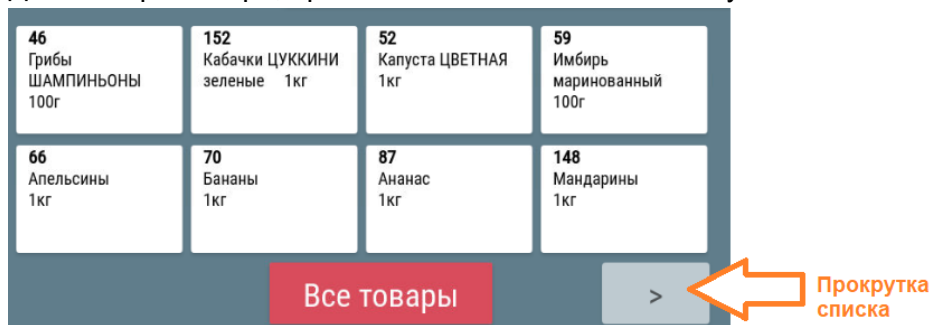 46
Грибы
ШАМПИНЬОНЫ
100г
152
Кабачки ЦУККИНИ
зеленые 1кг
52
Капуста ЦВЕТНАЯ
1кг
59
Имбирь
маринованный
100г
66
Апельсины
1кг
70
Бананы
1кг
87
Ананас
1кг
148
Мандарины
1кг
Все товары
>
Прокрутка
списка